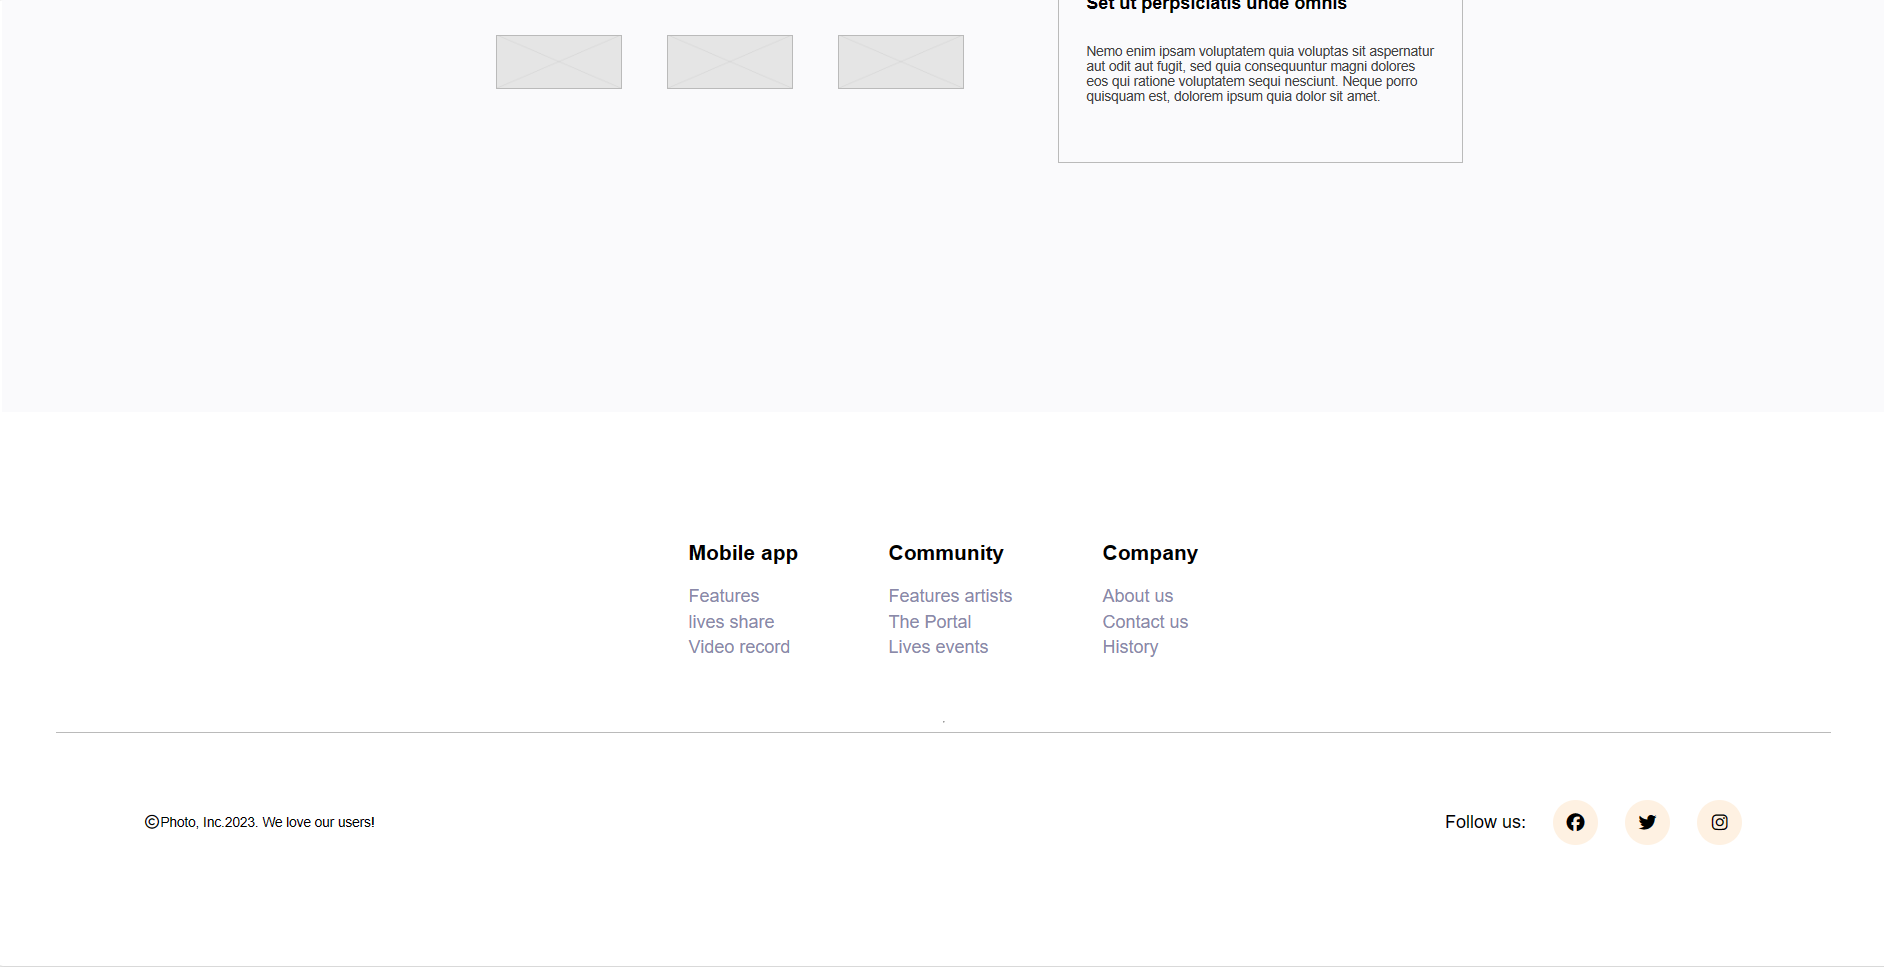 Set ut perpsiciatis unde omnis
Nemo enim ipsam voluptatem quia voluptas sit aspernatur
aut odit aut fugit, sed quia consequuntur magni dolores
eos qui ratione voluptatem sequi nesciunt. Neque porro
quisquam est, dolorem ipsum quia dolor sit amet.
Mobile app
Features
lives share
Video record
Community
Features artists
The Portal
Lives events
Company
About us
Contact us
History
.
©Photo, Inc.2023. We love our users!
Follow us: